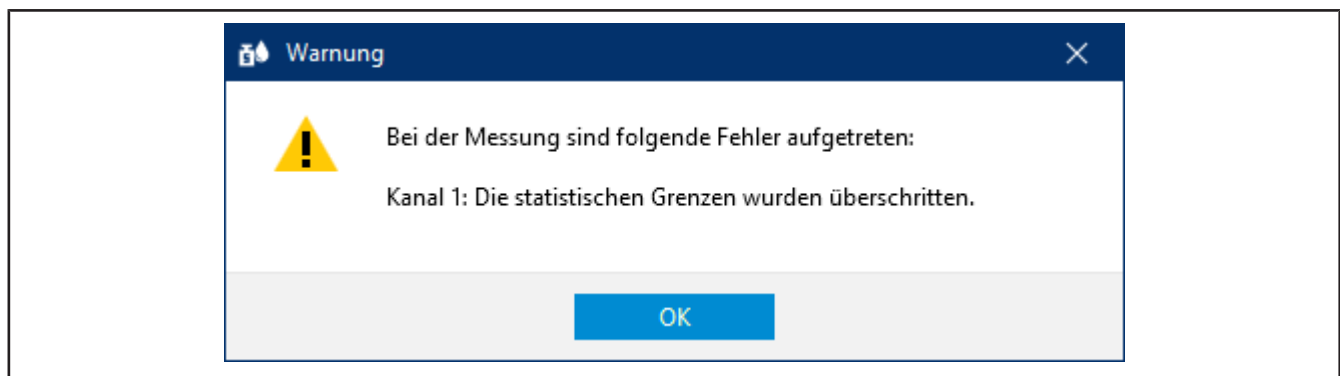 Warnung
Bei der Messung sind folgende Fehler aufgetreten:
Kanal 1: Die statistischen Grenzen wurden überschritten.
OK